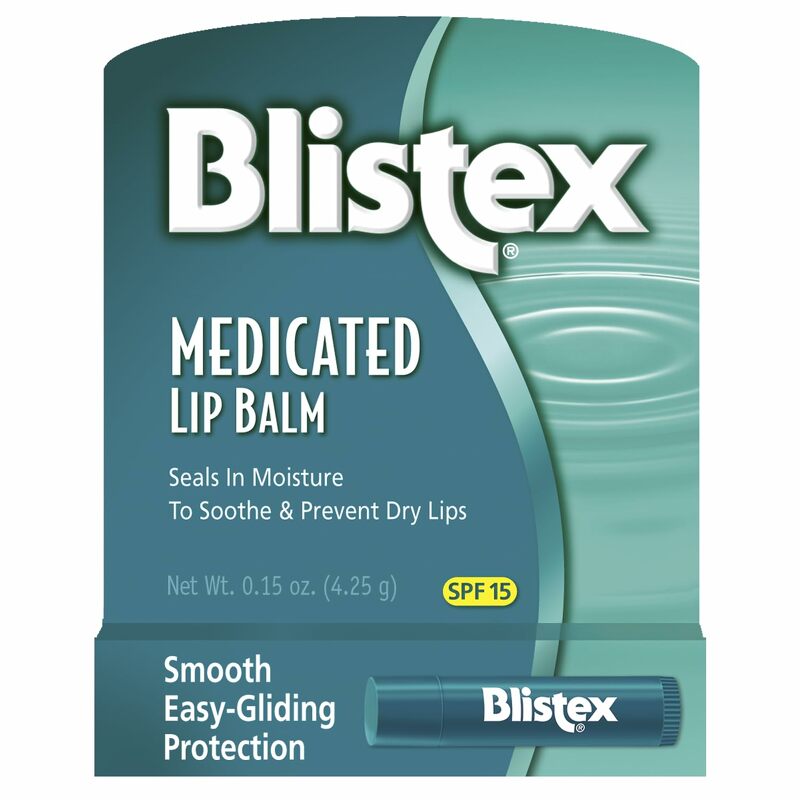 Blistex®
MEDICATED
LIP BALM
Seals In Moisture
To Soothe & Prevent Dry Lips
Net Wt. 0.15 oz. (4.25 g)
SPF 15
Smooth
Easy-Gliding
Protection
Blistex®